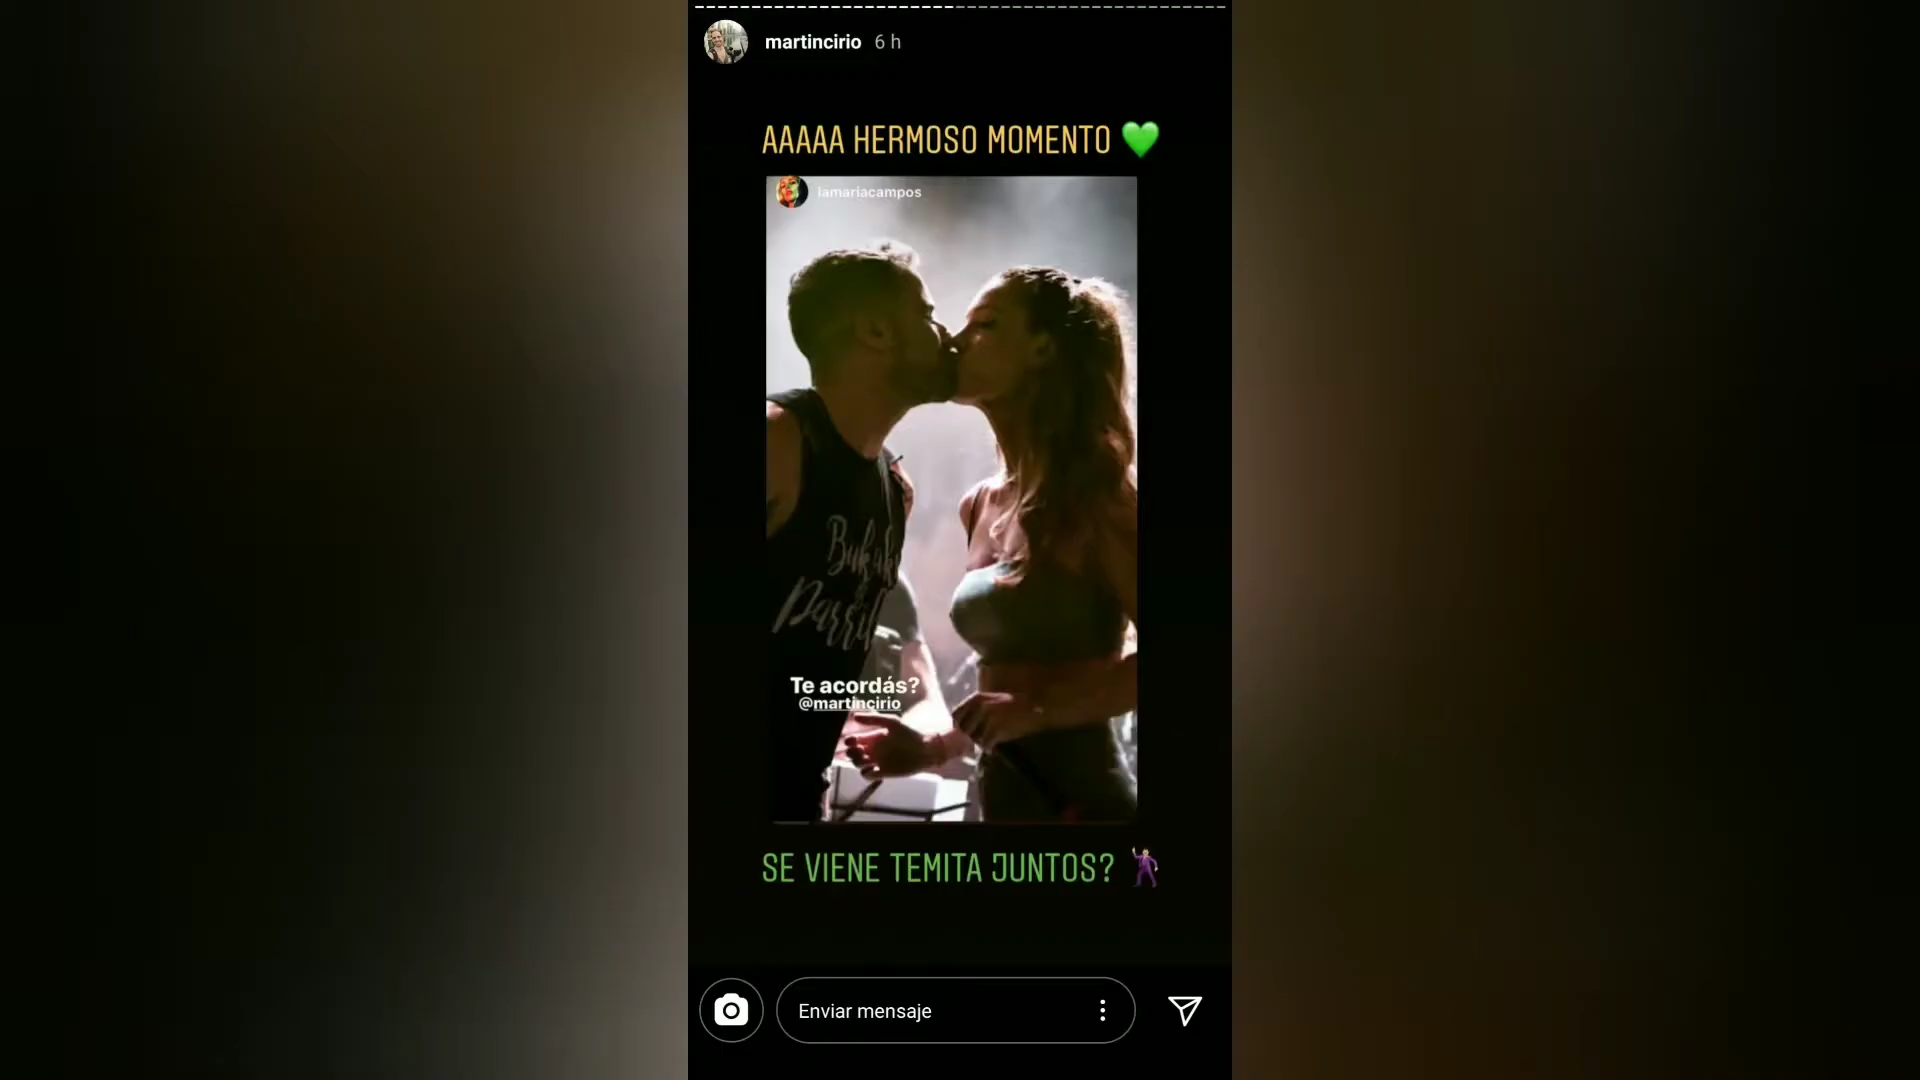 martincirio 6 h
AAAAA HERMOSO MOMENTO 💚
lamariacampos
Te acordás?
@martincirio
SE VIENE TEMITA JUNTOS? 🕺
Enviar mensaje